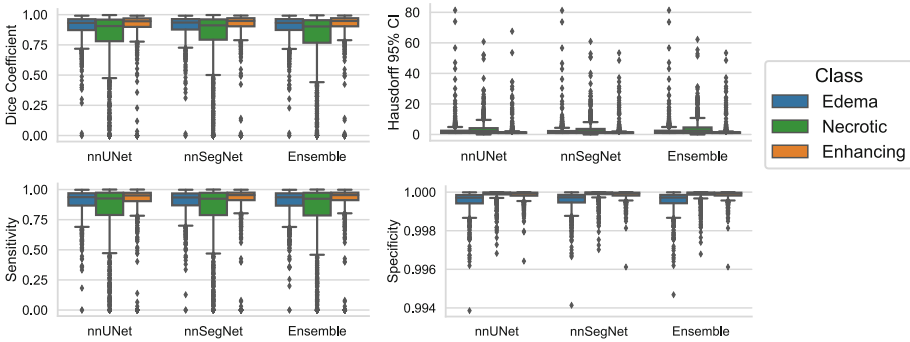 Dice Coefficient
1.00
0.75
0.50
0.25
0.00
nnUNet nnSegNet Ensemble
Hausdorff 95% CI
80
60
40
20
0
nnUNet nnSegNet Ensemble
Class
Edema
Necrotic
Enhancing
Sensitivity
1.00
0.75
0.50
0.25
0.00
nnUNet nnSegNet Ensemble
Specificity
1.000
0.998
0.996
0.994
nnUNet nnSegNet Ensemble